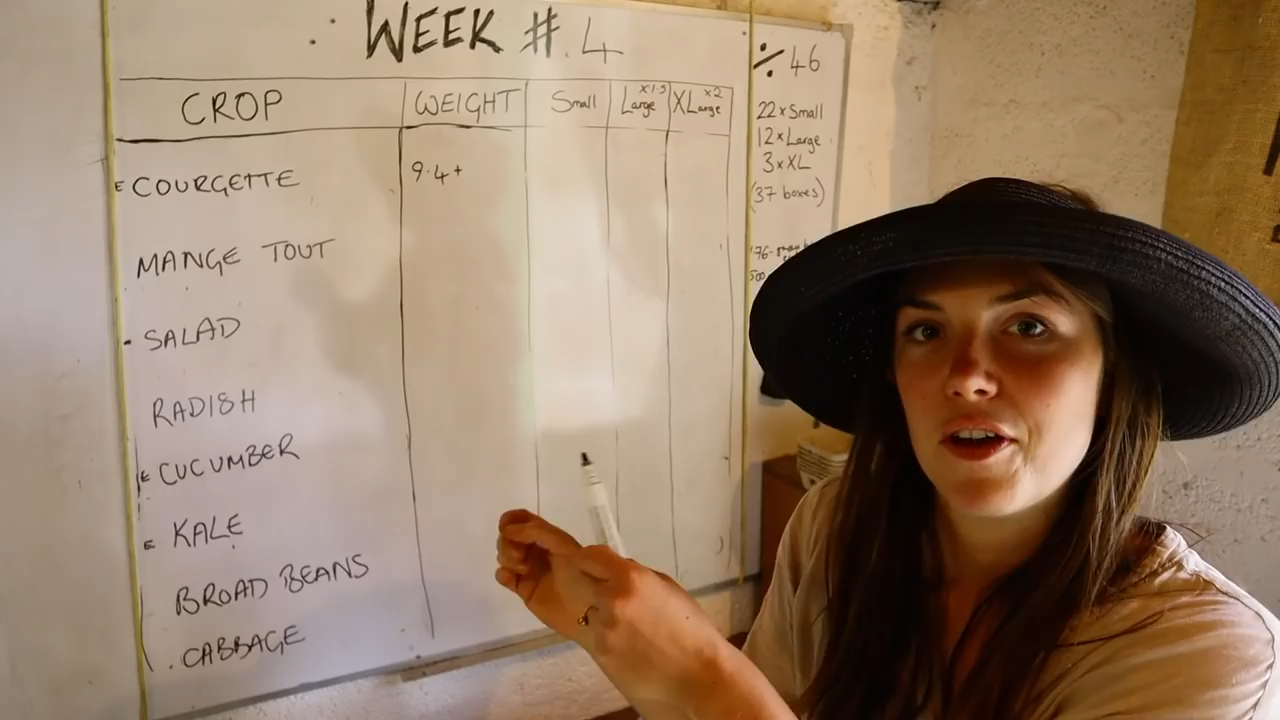 WEEK #.4
CROP WEIGHT Small Large x1.5 XLarge x2
COURGETTE 9.4+
MANGE TOUT
SALAD
RADISH
CUCUMBER
KALE
BROAD BEANS
CABBAGE
÷ 46
22 x Small
12 x Large
3 x XL
(37 boxes)
500